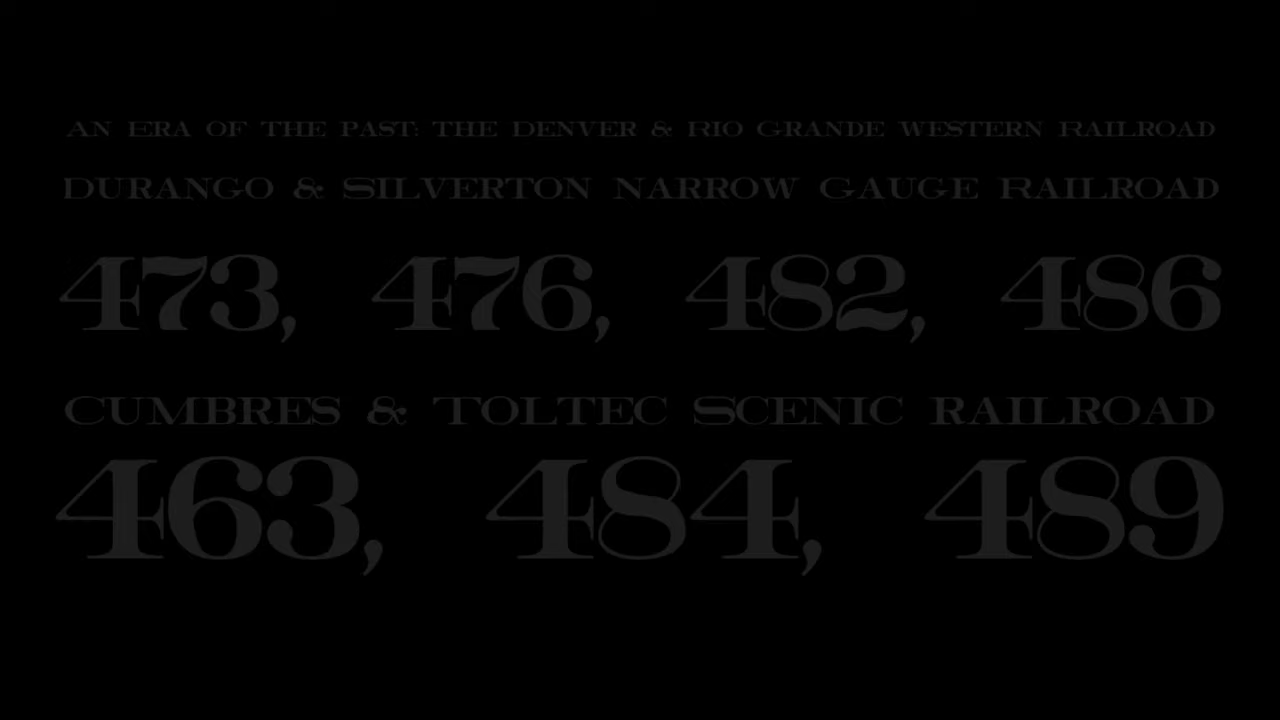 AN ERA OF THE PAST: THE DENVER & RIO GRANDE WESTERN RAILROAD
DURANGO & SILVERTON NARROW GAUGE RAILROAD
473, 476, 482, 486
CUMBRES & TOLTEC SCENIC RAILROAD
463, 484, 489